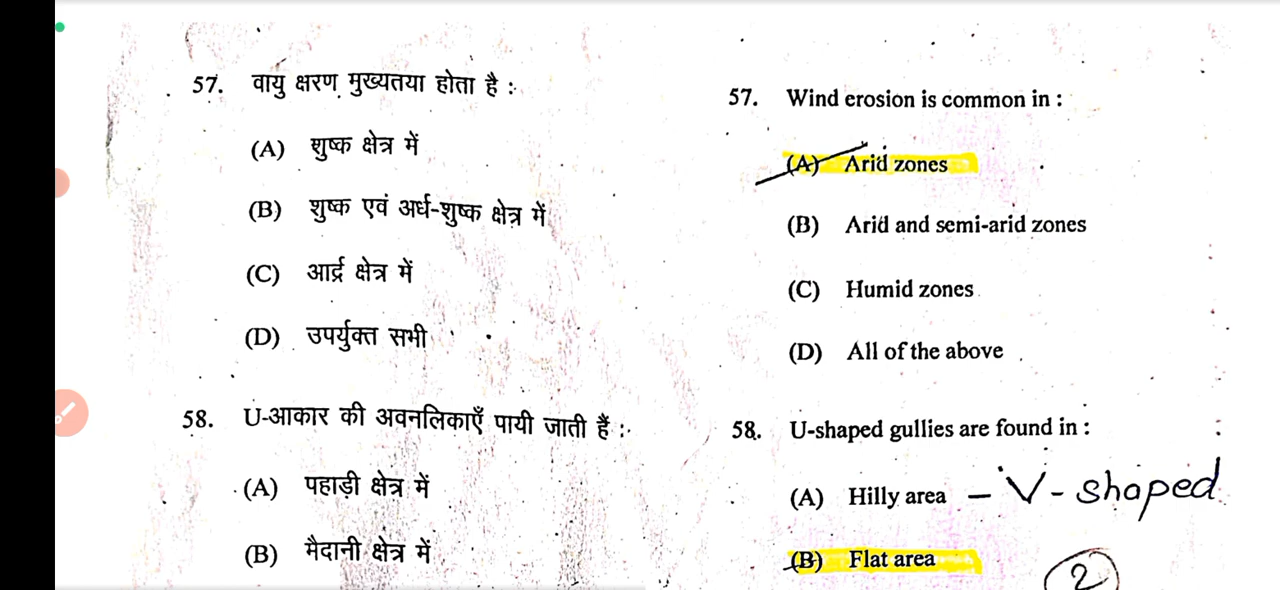 57. वायु क्षरण मुख्यतया होता है :
(A) शुष्क क्षेत्र में
(B) शुष्क एवं अर्ध-शुष्क क्षेत्र में
(C) आर्द्र क्षेत्र में
(D) उपर्युक्त सभी
58. U-आकार की अवनलिकाएँ पायी जाती हैं :
(A) पहाड़ी क्षेत्र में
(B) मैदानी क्षेत्र में
57. Wind erosion is common in :
(A) Arid zones
(B) Arid and semi-arid zones
(C) Humid zones
(D) All of the above
58. U-shaped gullies are found in :
(A) Hilly area – V-shaped
(B) Flat area
2